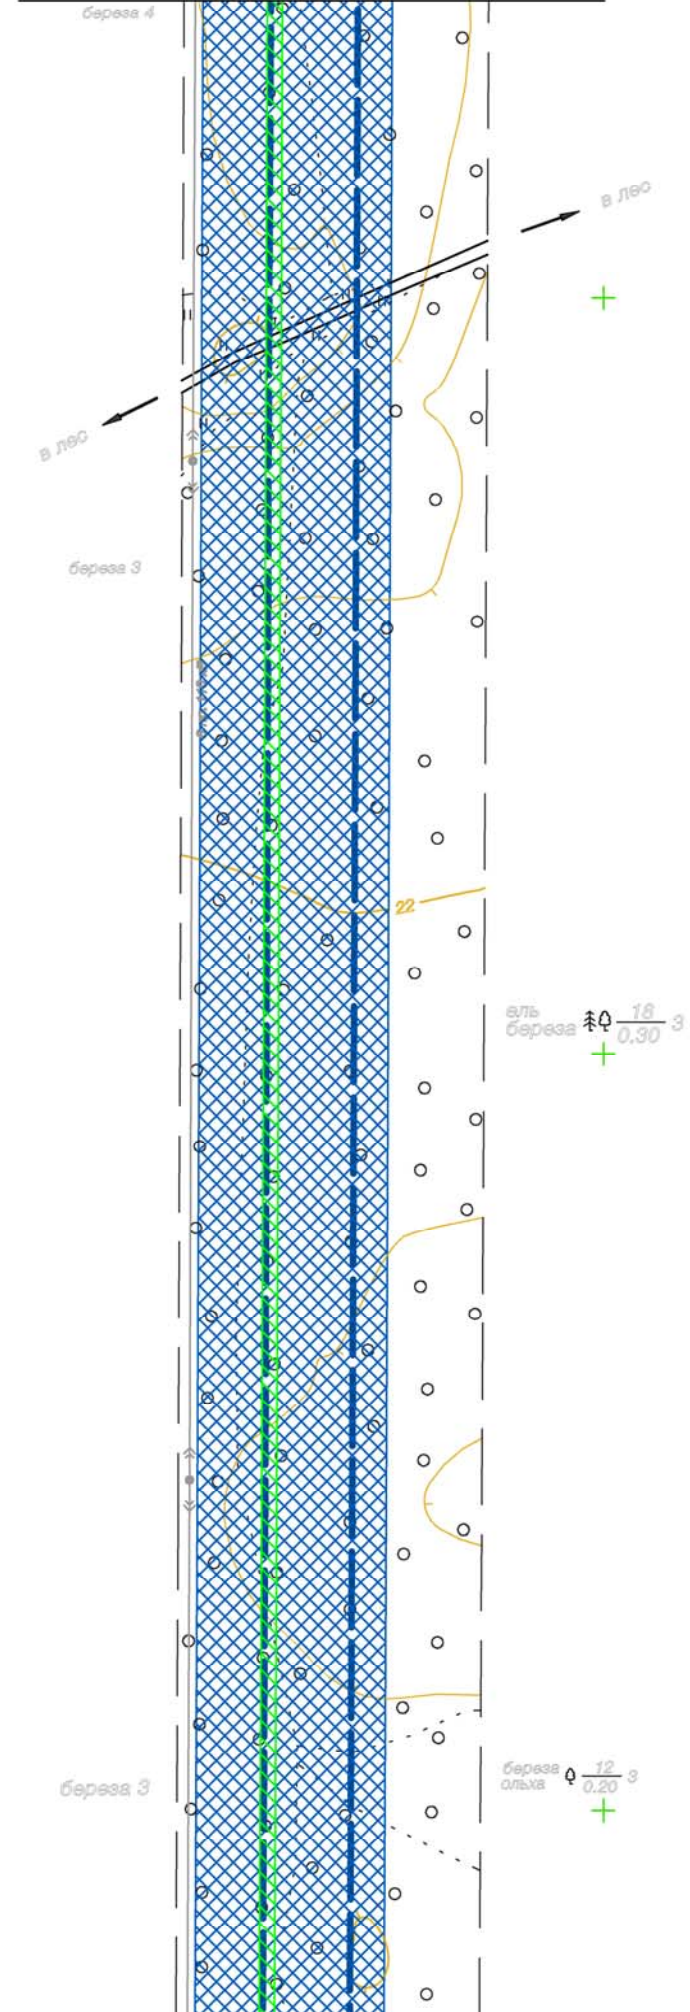 береза 4
в лес
в лес
береза 3
22
ель
береза
18
0,30
3
береза 3
береза
ольха
12
0.20
3